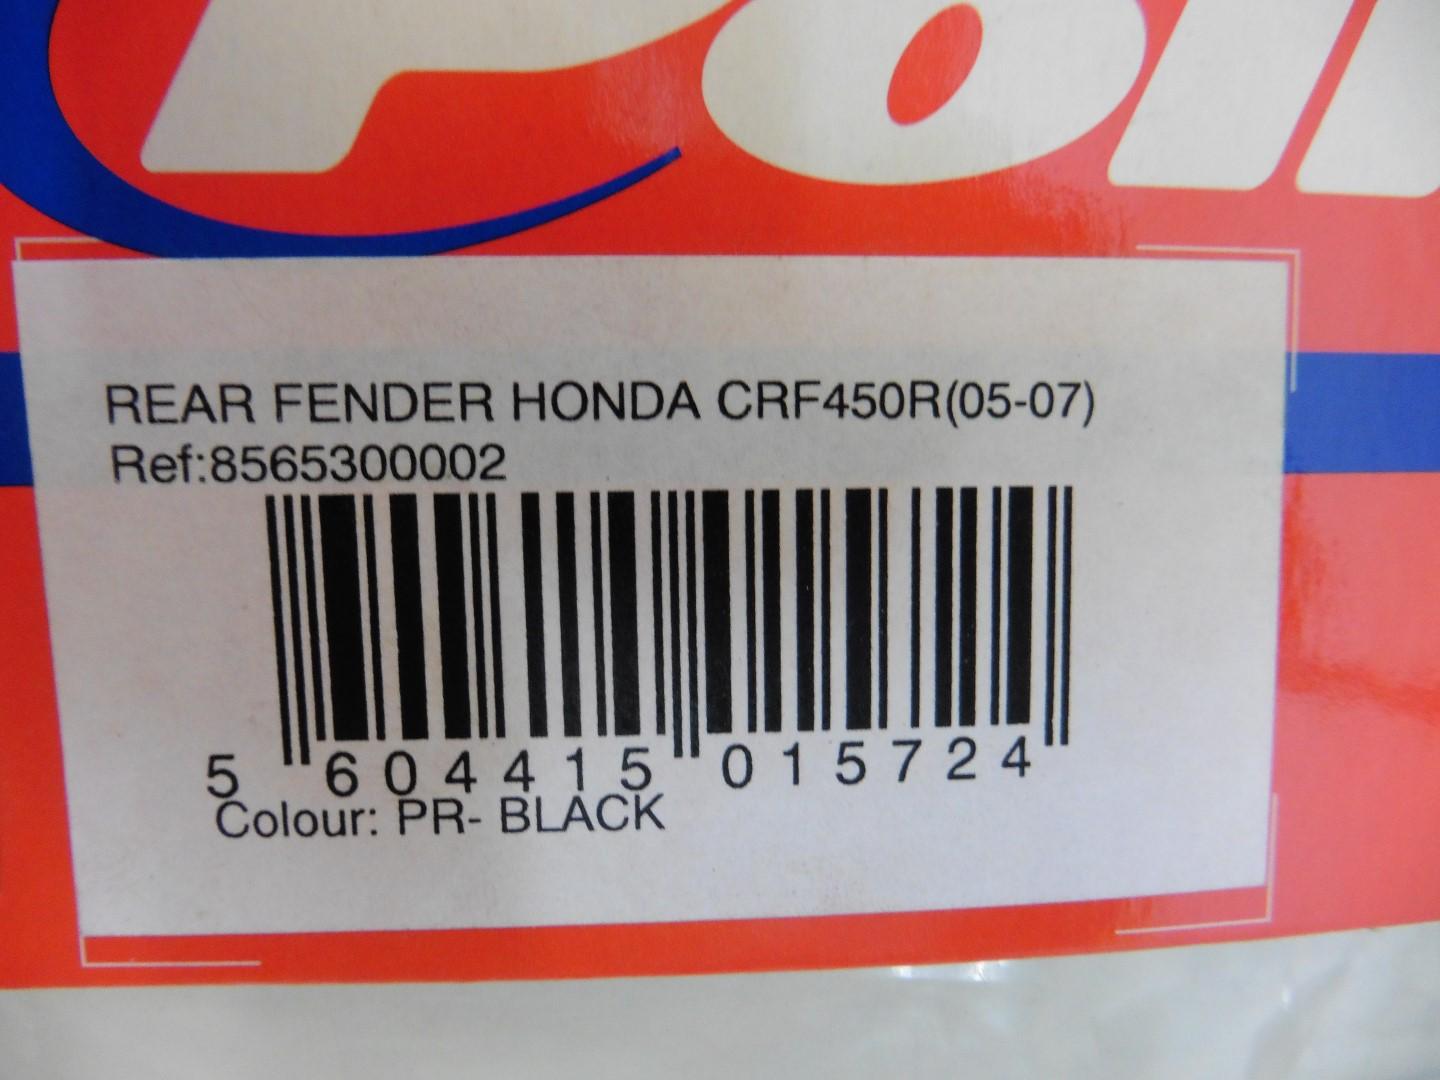 REAR FENDER HONDA CRF450R(05-07)
Ref:8565300002
5 604415 015724
Colour: PR- BLACK